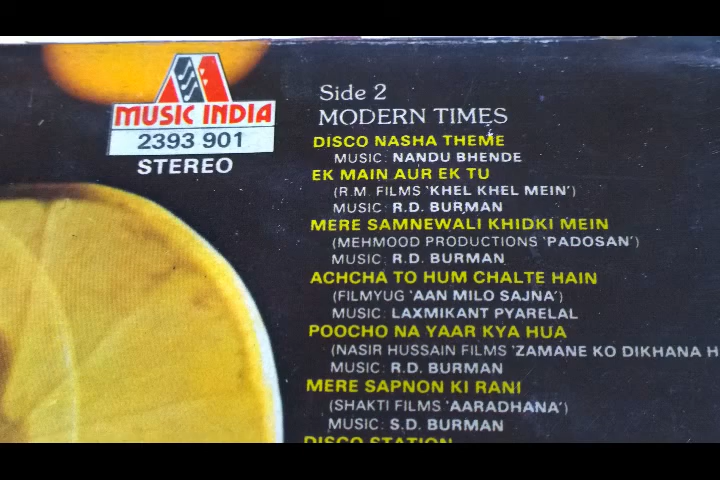 MUSIC INDIA
2393 901
STEREO
Side 2
MODERN TIMES
DISCO NASHA THEME
MUSIC: NANDU BHENDE
EK MAIN AUR EK TU
(R.M. FILMS 'KHEL KHEL MEIN')
MUSIC: R.D. BURMAN
MERE SAMNEWALI KHIDKI MEIN
(MEHMOOD PRODUCTIONS 'PADOSAN')
MUSIC: R.D. BURMAN
ACHCHA TO HUM CHALTE HAIN
(FILMYUG 'AAN MILO SAJNA')
MUSIC: LAXMIKANT PYARELAL
POOCHO NA YAAR KYA HUA
(NASIR HUSSAIN FILMS 'ZAMANE KO DIKHANA H
MUSIC: R.D. BURMAN
MERE SAPNON KI RANI
(SHAKTI FILMS 'AARADHANA')
MUSIC: S.D. BURMAN
DISCO STATION